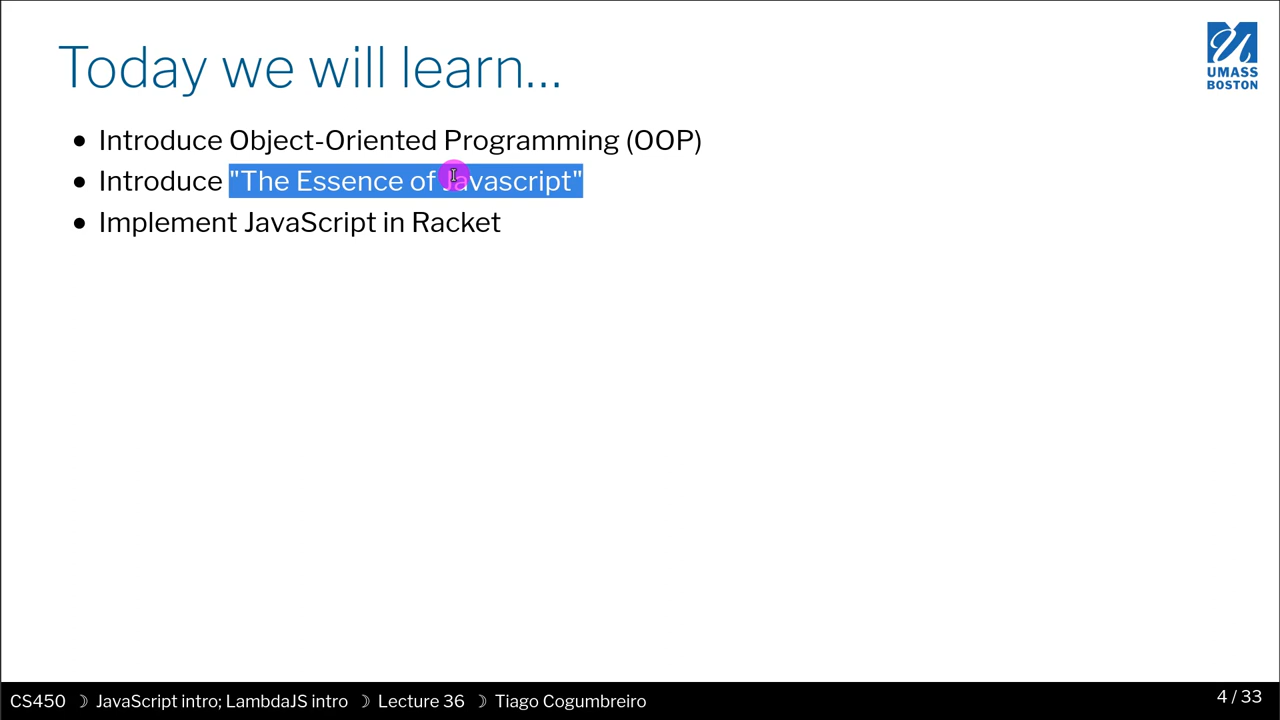 Today we will learn...
UMASS
BOSTON
• Introduce Object-Oriented Programming (OOP)
• Introduce "The Essence of Javascript"
• Implement JavaScript in Racket
CS450 ☽ JavaScript intro; LambdaJS intro ☽ Lecture 36 ☽ Tiago Cogumbreiro
4 / 33